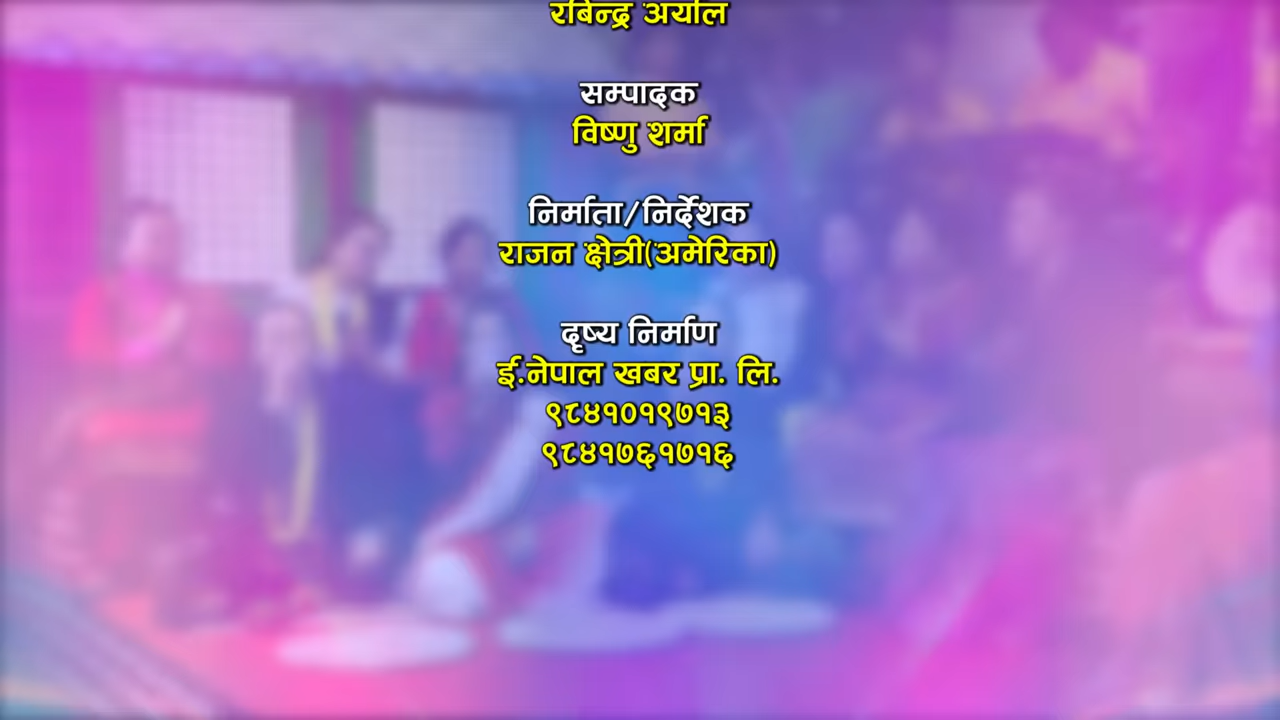 रबिन्द्र अर्याल
सम्पादक
विष्णु शर्मा
निर्माता/निर्देशक
राजन क्षेत्री(अमेरिका)
दृष्य निर्माण
ई.नेपाल खबर प्रा. लि.
९८४१०१९७१३
९८४१७६१७१६